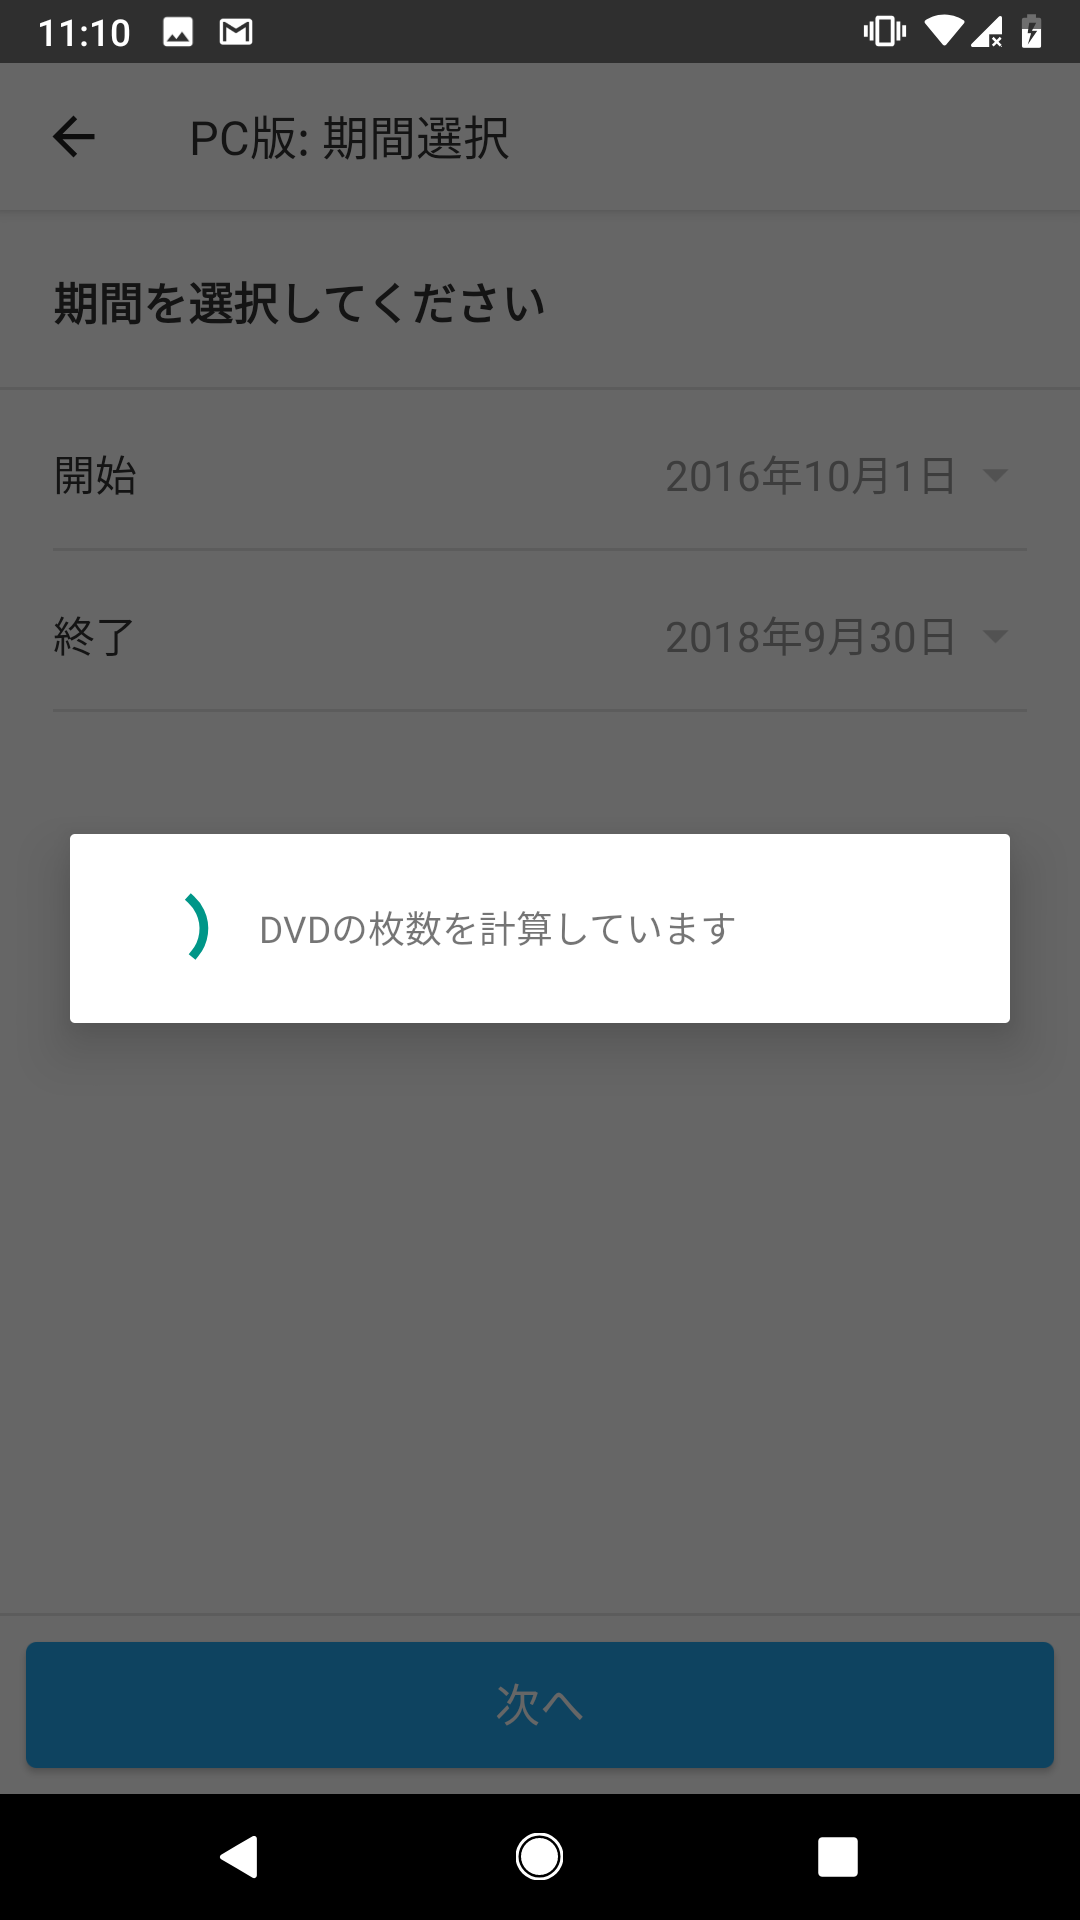 11:10
PC版: 期間選択
期間を選択してください
開始 2016年10月1日
終了 2018年9月30日
DVDの枚数を計算しています
次へ